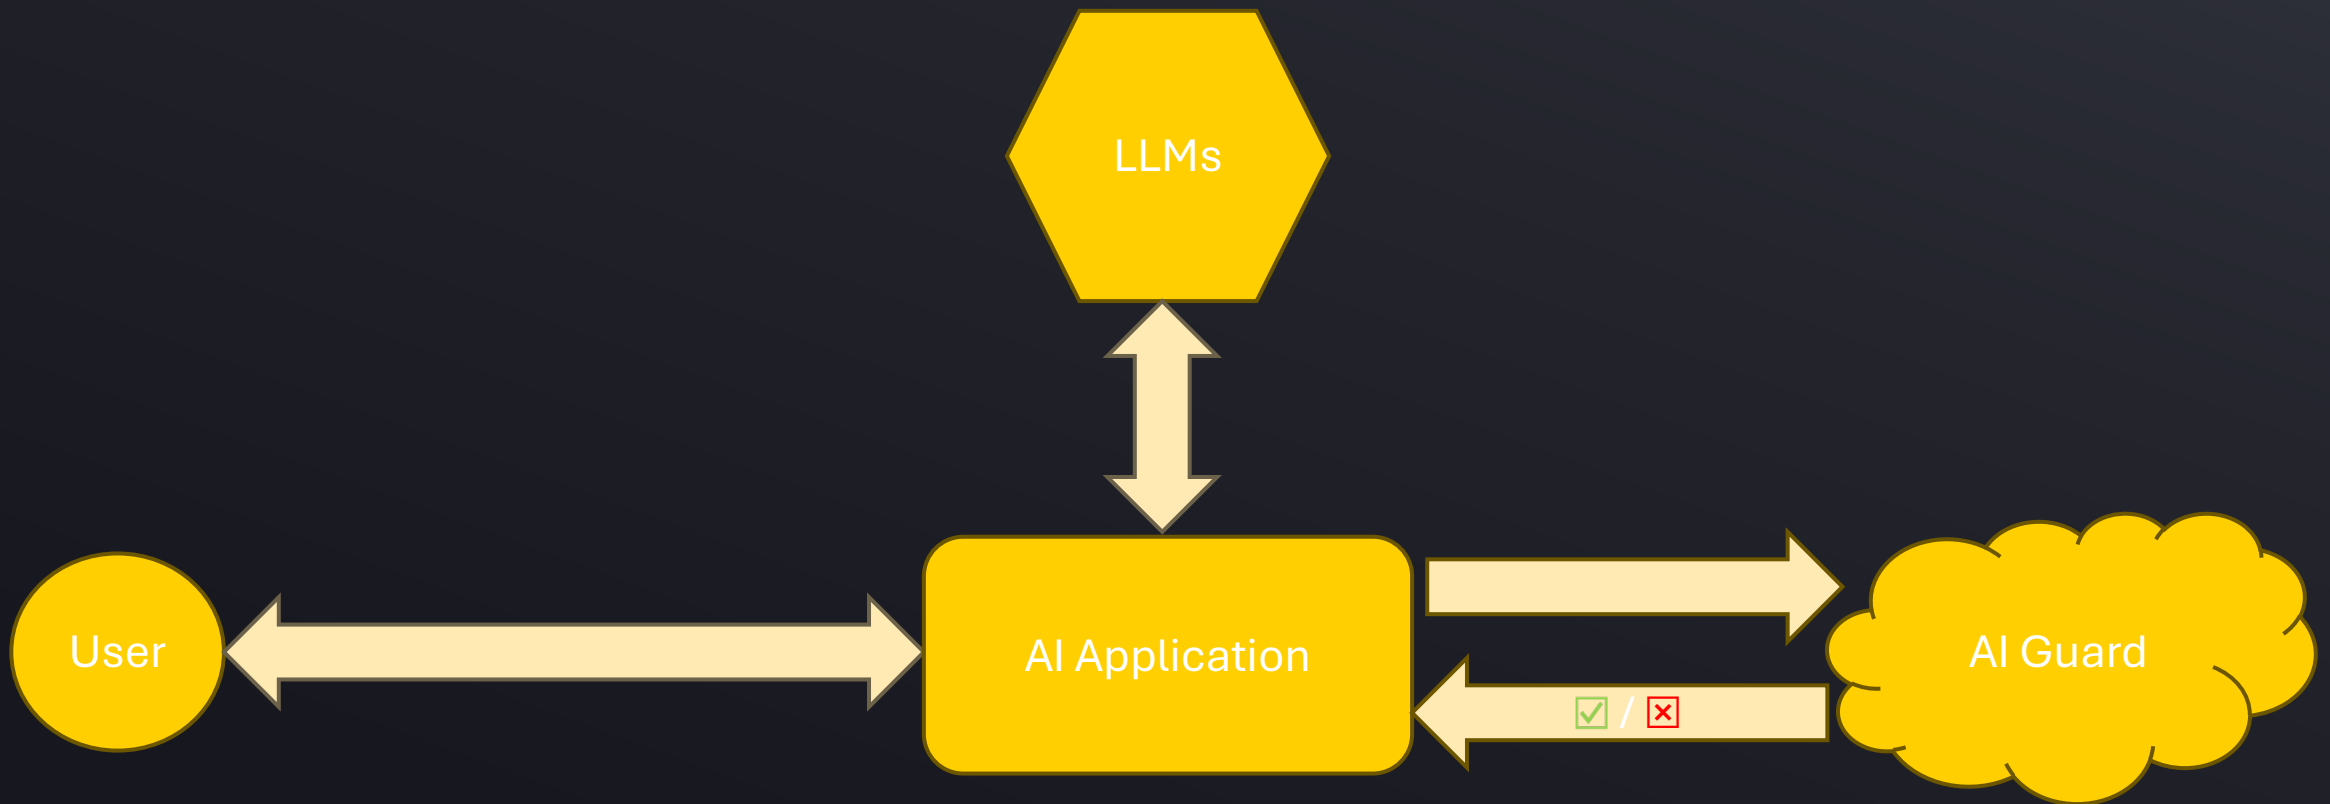 LLMs
User
AI Application
☑ / ☒
AI Guard